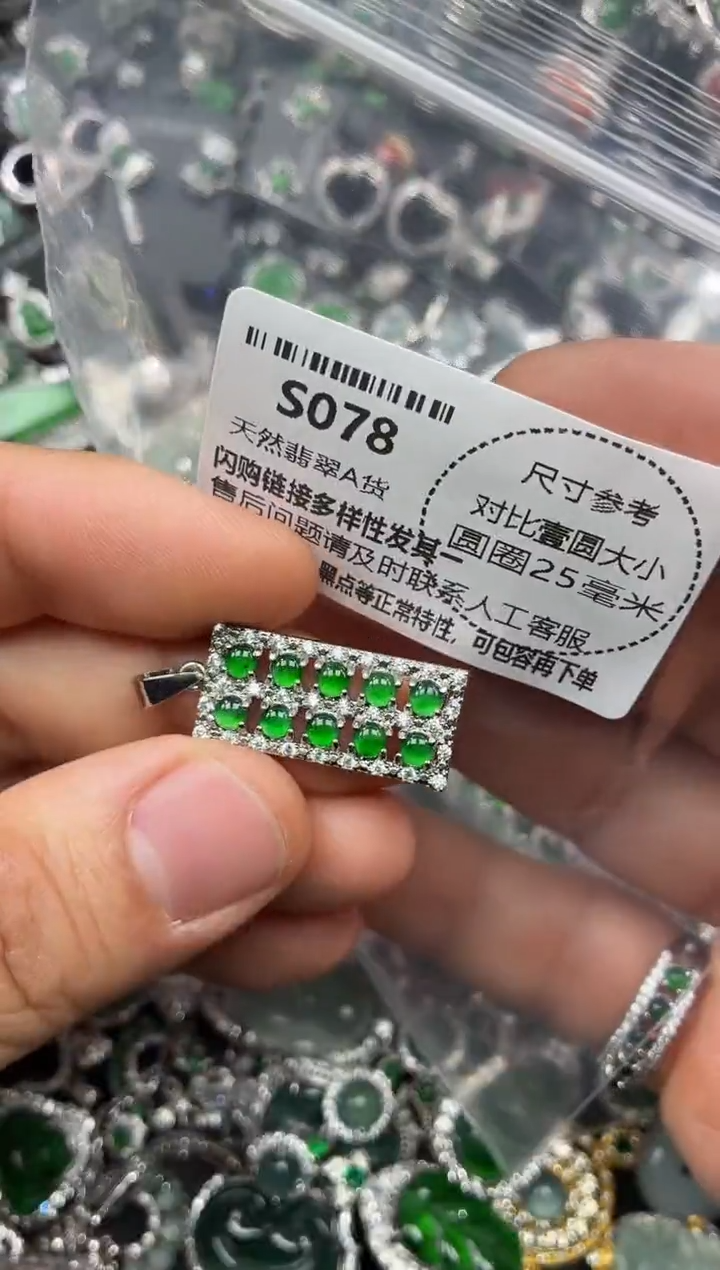 S078
天然翡翠A货
闪购链接多样性发其一
售后问题请及时联系人工客服
黑点等正常特性，可包容再下单
尺寸参考
对比壹圆大小
圆圈25毫米